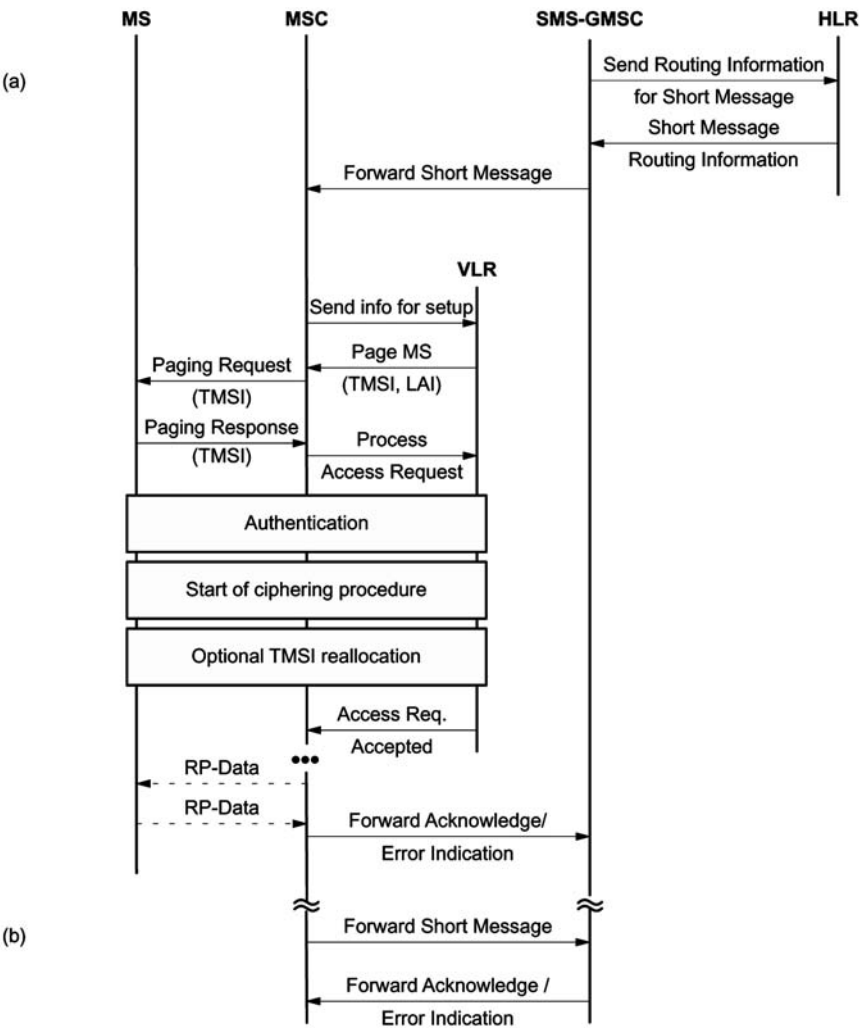 MS MSC SMS-GMSC HLR
(a)
Send Routing Information
for Short Message
Short Message
Routing Information
Forward Short Message
VLR
Send info for setup
Page MS
(TMSI, LAI)
Paging Request
(TMSI)
Paging Response
(TMSI)
Process
Access Request
Authentication
Start of ciphering procedure
Optional TMSI reallocation
Access Req.
Accepted
RP-Data
RP-Data
Forward Acknowledge/
Error Indication
(b)
Forward Short Message
Forward Acknowledge /
Error Indication